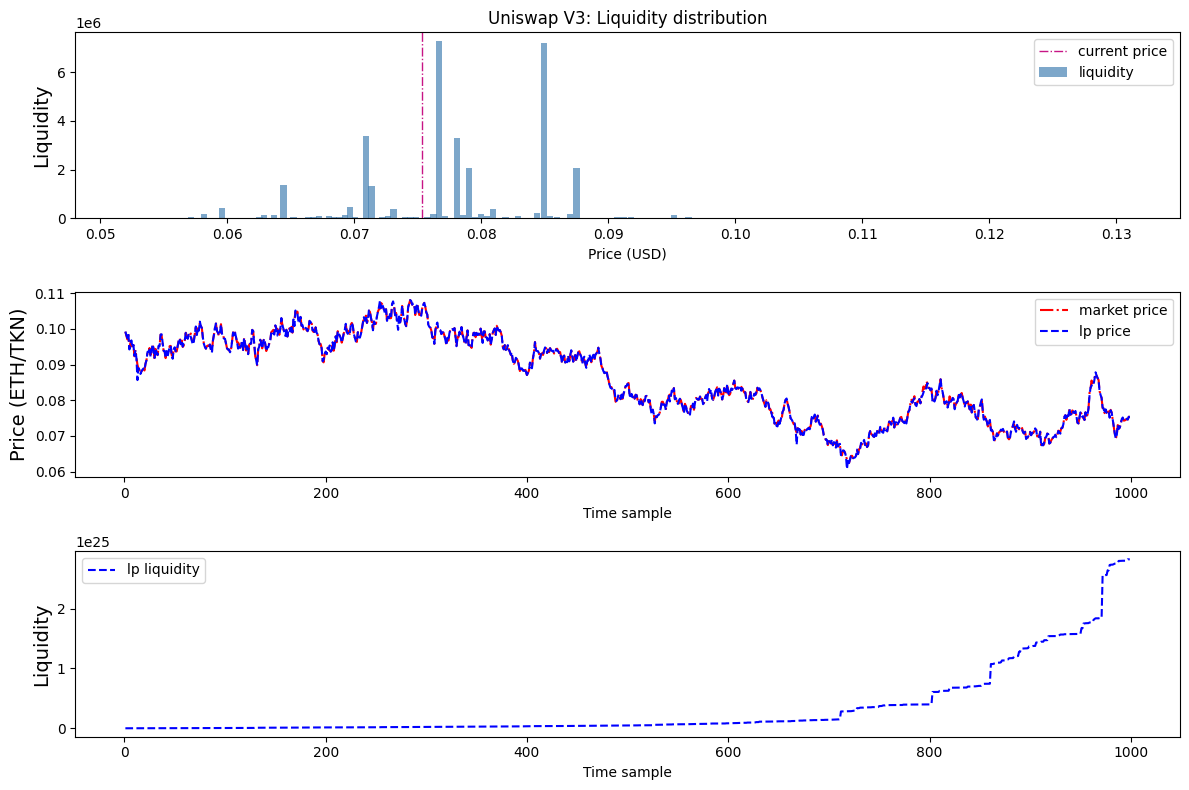 Uniswap V3: Liquidity distribution
1e6
current price
liquidity
Liquidity
6
4
2
0
0.05 0.06 0.07 0.08 0.09 0.10 0.11 0.12 0.13
Price (USD)
market price
lp price
Price (ETH/TKN)
0.11
0.10
0.09
0.08
0.07
0.06
0 200 400 600 800 1000
Time sample
1e25
lp liquidity
Liquidity
2
1
0
0 200 400 600 800 1000
Time sample